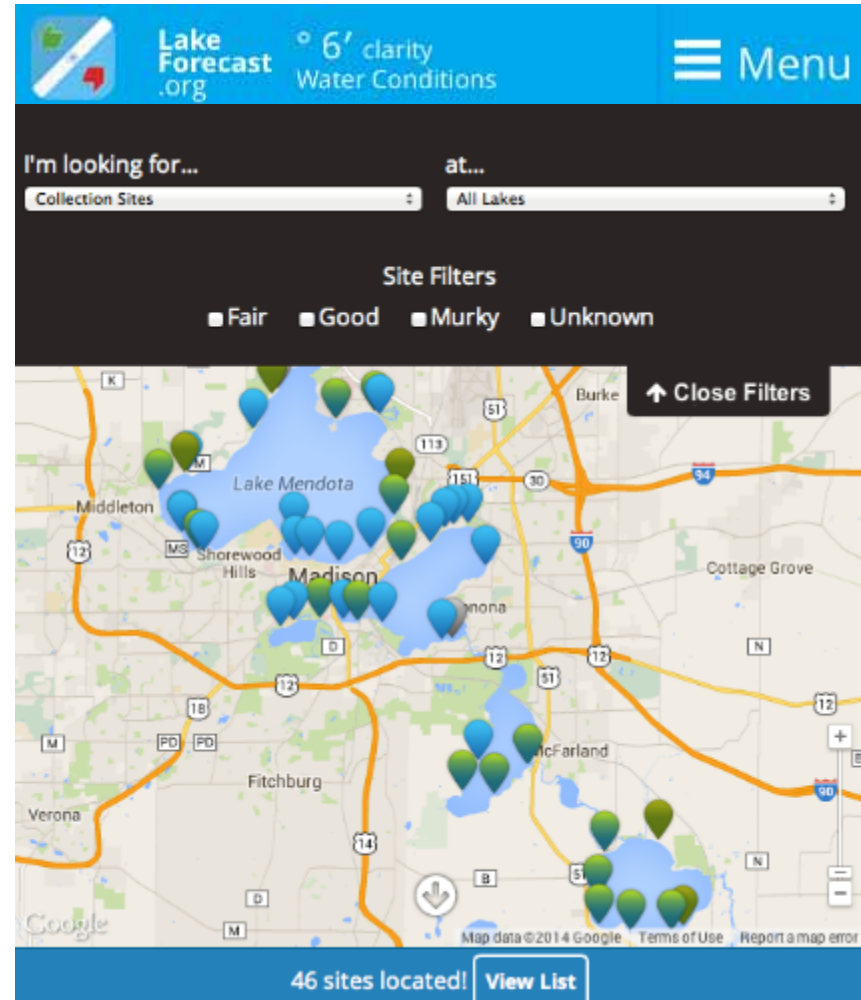 Lake
Forecast
.org
° 6′ clarity
Water Conditions
Menu
I'm looking for...
at...
Collection Sites
All Lakes
Site Filters
Fair Good Murky Unknown
Close Filters
K
Burke
51
113
M
Lake Mendota
151
30
94
Middleton
12
MS
Shorewood
Hills
90
Cottage Grove
Madison
D
N
12
12
51
12
18
12
M
PD
PD
McFarland
Fitchburg
90
Verona
14
N
B
D
M
Google
Map data ©2014 Google
Terms of Use
Report a map error
46 sites located!
View List